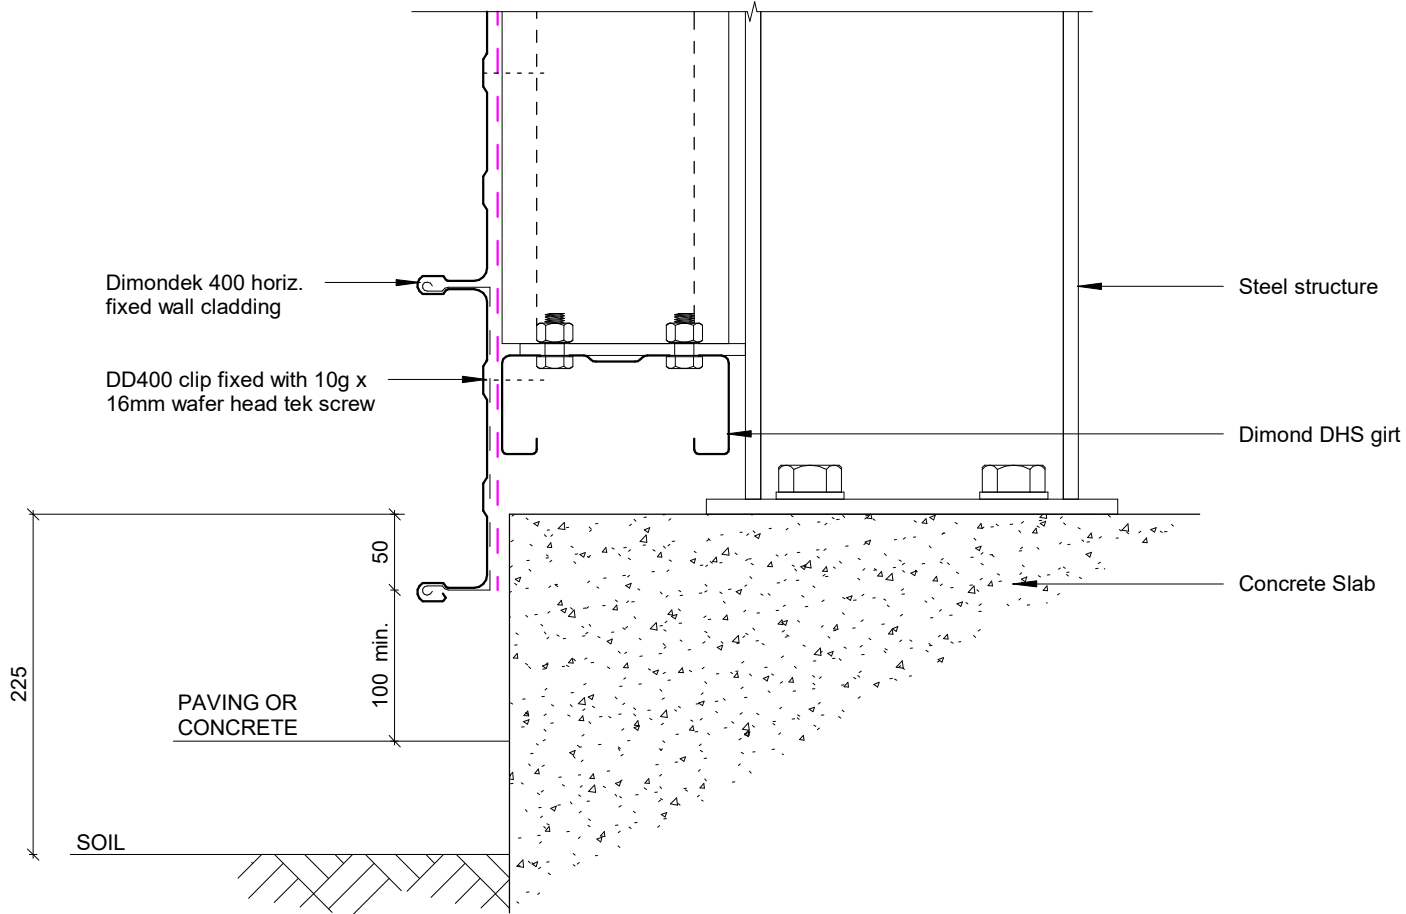 Dimondek 400 horiz.
fixed wall cladding
Steel structure
DD400 clip fixed with 10g x
16mm wafer head tek screw
Dimond DHS girt
50
Concrete Slab
100 min.
225
PAVING OR
CONCRETE
SOIL